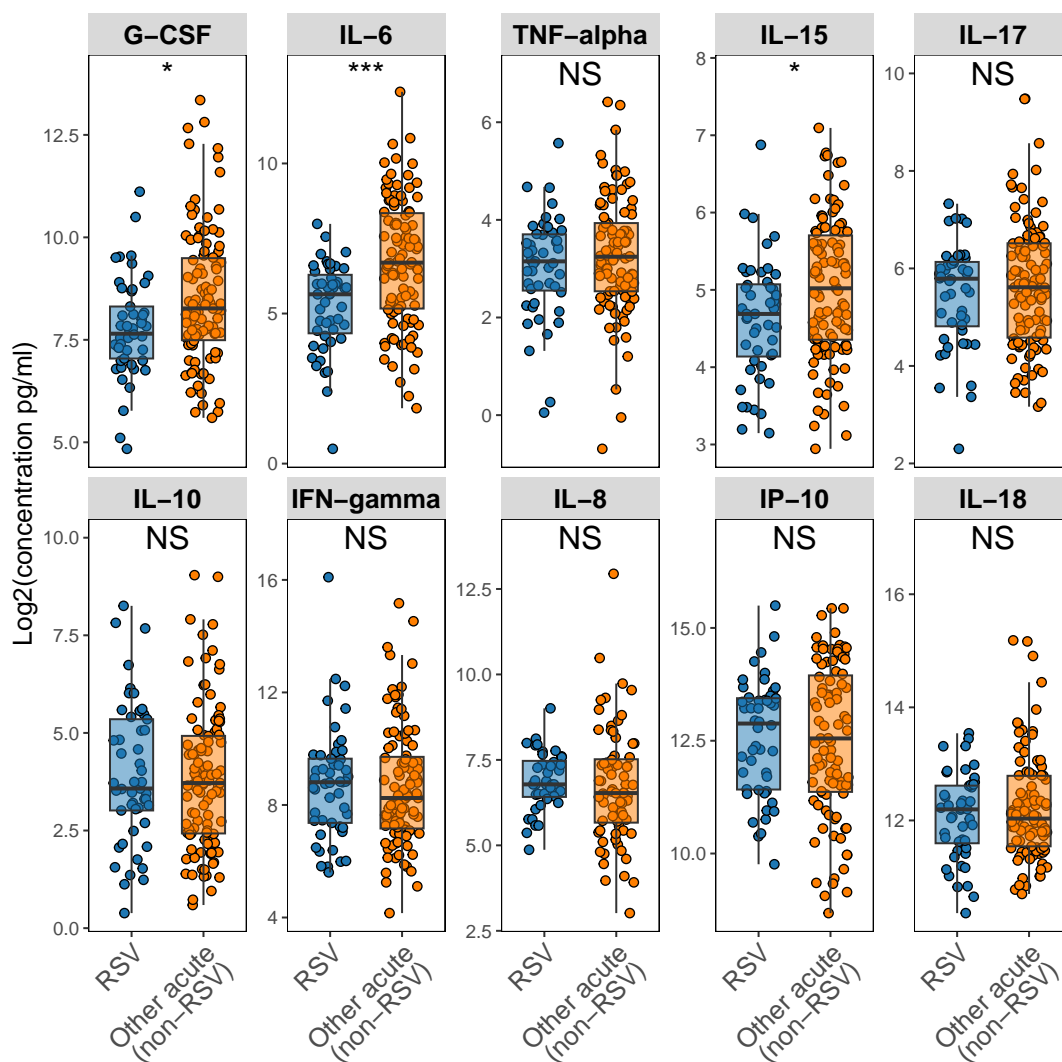 G−CSF
IL−6
TNF−alpha
IL−15
IL−17
*
***
NS
*
NS
12.5
10.0
7.5
5.0
10
5
0
6
4
2
0
8
7
6
5
4
3
10
8
6
4
2
Log2(concentration pg/ml)
IL−10
IFN−gamma
IL−8
IP−10
IL−18
NS
NS
NS
NS
NS
10.0
7.5
5.0
2.5
0.0
16
12
8
4
12.5
10.0
7.5
5.0
2.5
15.0
12.5
10.0
16
14
12
RSV
Other acute
(non−RSV)
RSV
Other acute
(non−RSV)
RSV
Other acute
(non−RSV)
RSV
Other acute
(non−RSV)
RSV
Other acute
(non−RSV)